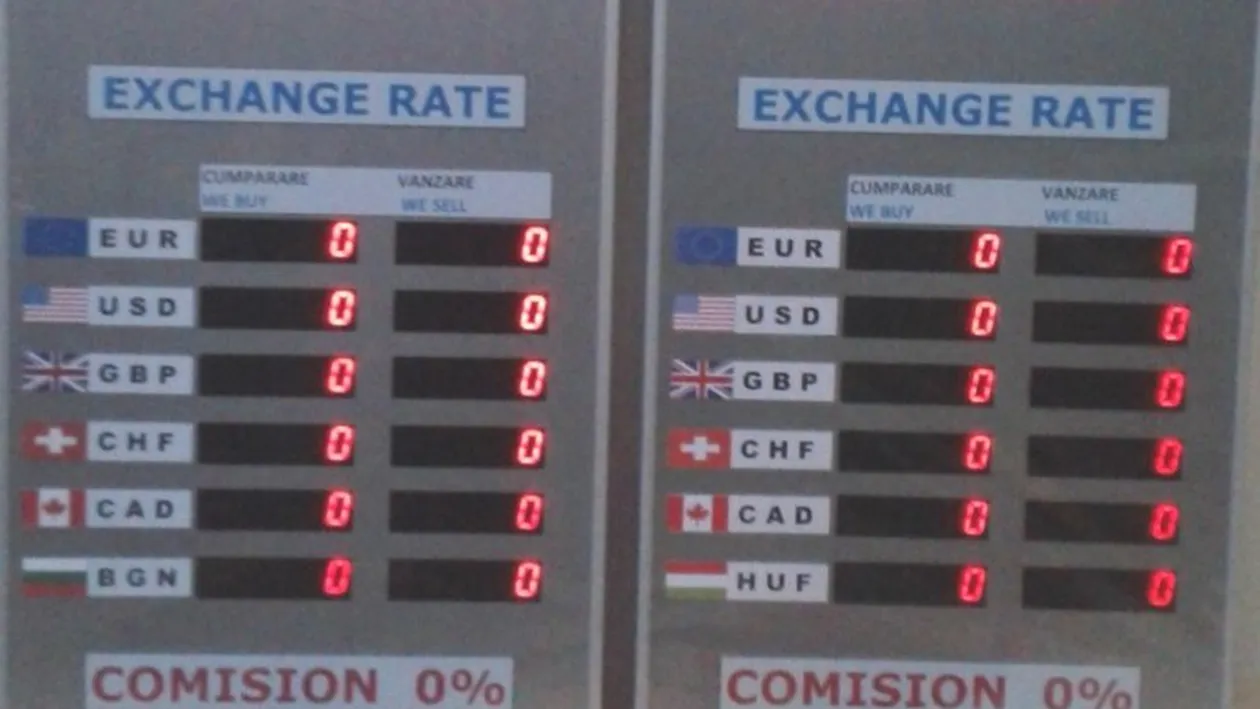 EXCHANGE RATE
CUMPARARE VANZARE
WE BUY WE SELL
EUR 0 0
USD 0 0
GBP 0 0
CHF 0 0
CAD 0 0
BGN 0 0
COMISION 0%
EXCHANGE RATE
CUMPARARE VANZARE
WE BUY WE SELL
EUR 0 0
USD 0 0
GBP 0 0
CHF 0 0
CAD 0 0
HUF 0 0
COMISION 0%